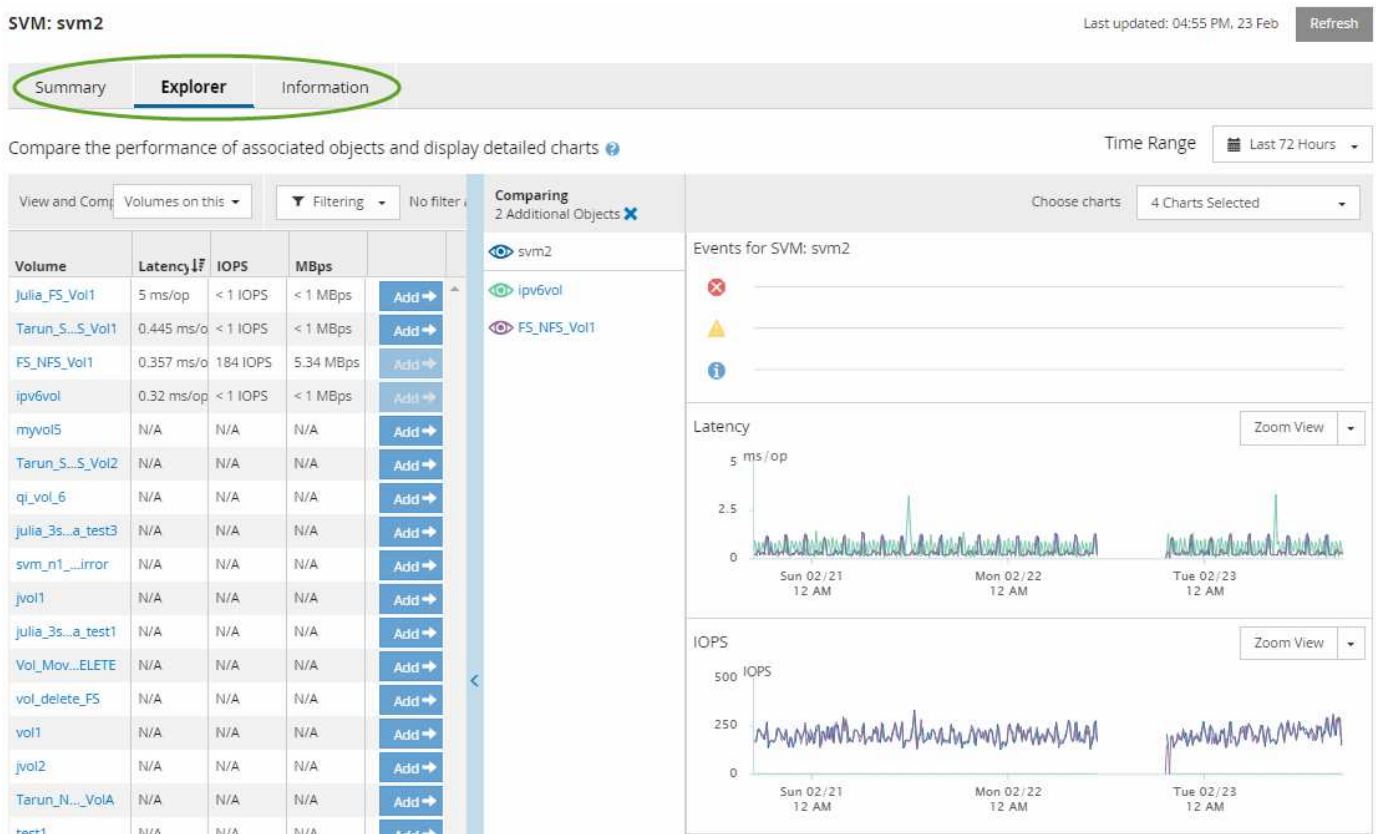 SVM: svm2
Last updated: 04:55 PM, 23 Feb
Refresh
Summary
Explorer
Information
Compare the performance of associated objects and display detailed charts ?
Time Range
Last 72 Hours
View and Comp
Volumes on this
Filtering
No filter
Comparing
2 Additional Objects
Choose charts
4 Charts Selected
Volume Latency IOPS MBps
Julia_FS_Vol1 5 ms/op < 1 IOPS < 1 MBps Add
Tarun_S...S_Vol1 0.445 ms/o < 1 IOPS < 1 MBps Add
FS_NFS_Vol1 0.357 ms/o 184 IOPS 5.34 MBps Add
ipv6vol 0.32 ms/op < 1 IOPS < 1 MBps Add
myvol5 N/A N/A N/A Add
Tarun_S...S_Vol2 N/A N/A N/A Add
qi_vol_6 N/A N/A N/A Add
julia_3s...a_test3 N/A N/A N/A Add
svm_n1_...irror N/A N/A N/A Add
jvol1 N/A N/A N/A Add
julia_3s...a_test1 N/A N/A N/A Add
Vol_Mov...ELETE N/A N/A N/A Add
vol_delete_FS N/A N/A N/A Add
vol1 N/A N/A N/A Add
jvol2 N/A N/A N/A Add
Tarun_N..._VolA N/A N/A N/A Add
test1 N/A N/A N/A Add
svm2
ipv6vol
FS_NFS_Vol1
Events for SVM: svm2
Latency
Zoom View
5 ms/op
2.5
0
Sun 02/21 Mon 02/22 Tue 02/23
12 AM 12 AM 12 AM
IOPS
Zoom View
500 IOPS
250
0
Sun 02/21 Mon 02/22 Tue 02/23
12 AM 12 AM 12 AM